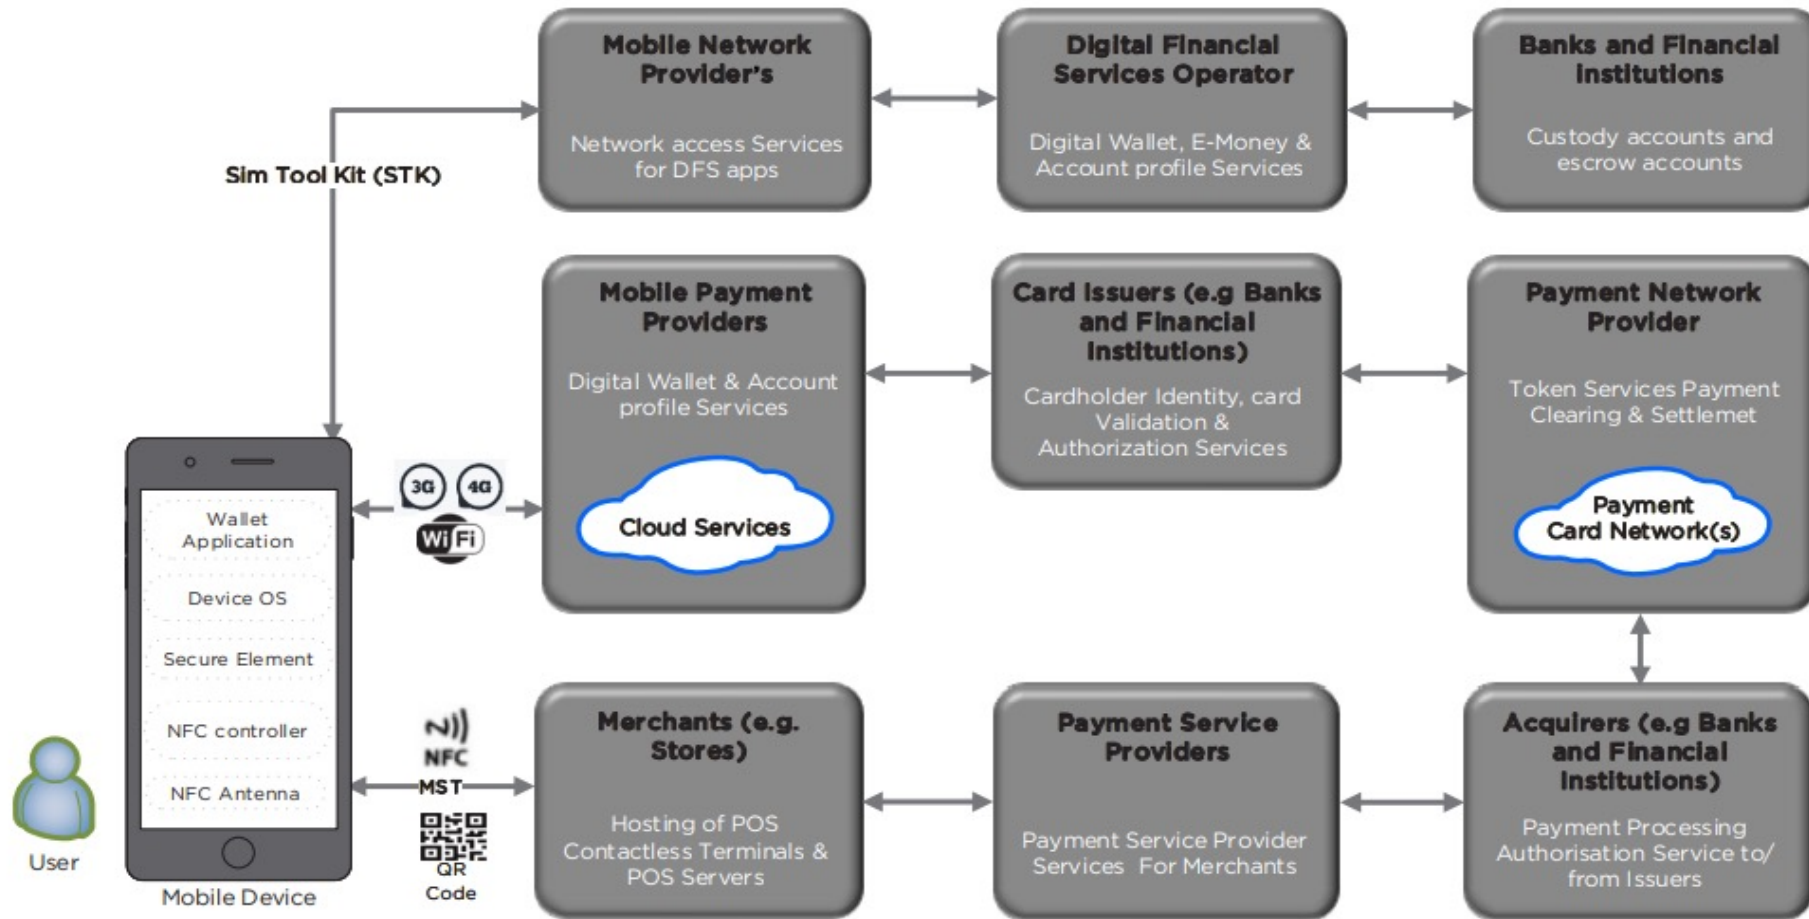 Mobile Network
Provider's
Network access Services
for DFS apps
Digital Financial
Services Operator
Digital Wallet, E-Money &
Account profile Services
Banks and Financial
Institutions
Custody accounts and
escrow accounts
Sim Tool Kit (STK)
Mobile Payment
Providers
Digital Wallet & Account
profile Services
Cloud Services
Card Issuers (e.g Banks
and Financial
Institutions)
Cardholder Identity, card
Validation &
Authorization Services
Payment Network
Provider
Token Services Payment
Clearing & Settlemet
Payment
Card Network(s)
3G
4G
WiFi
Wallet
Application
Device OS
Secure Element
NFC controller
NFC Antenna
User
Mobile Device
NFC
MST
QR
Code
Merchants (e.g.
Stores)
Hosting of POS
Contactless Terminals &
POS Servers
Payment Service
Providers
Payment Service Provider
Services For Merchants
Acquirers (e.g Banks
and Financial
Institutions)
Payment Processing
Authorisation Service to/
from Issuers